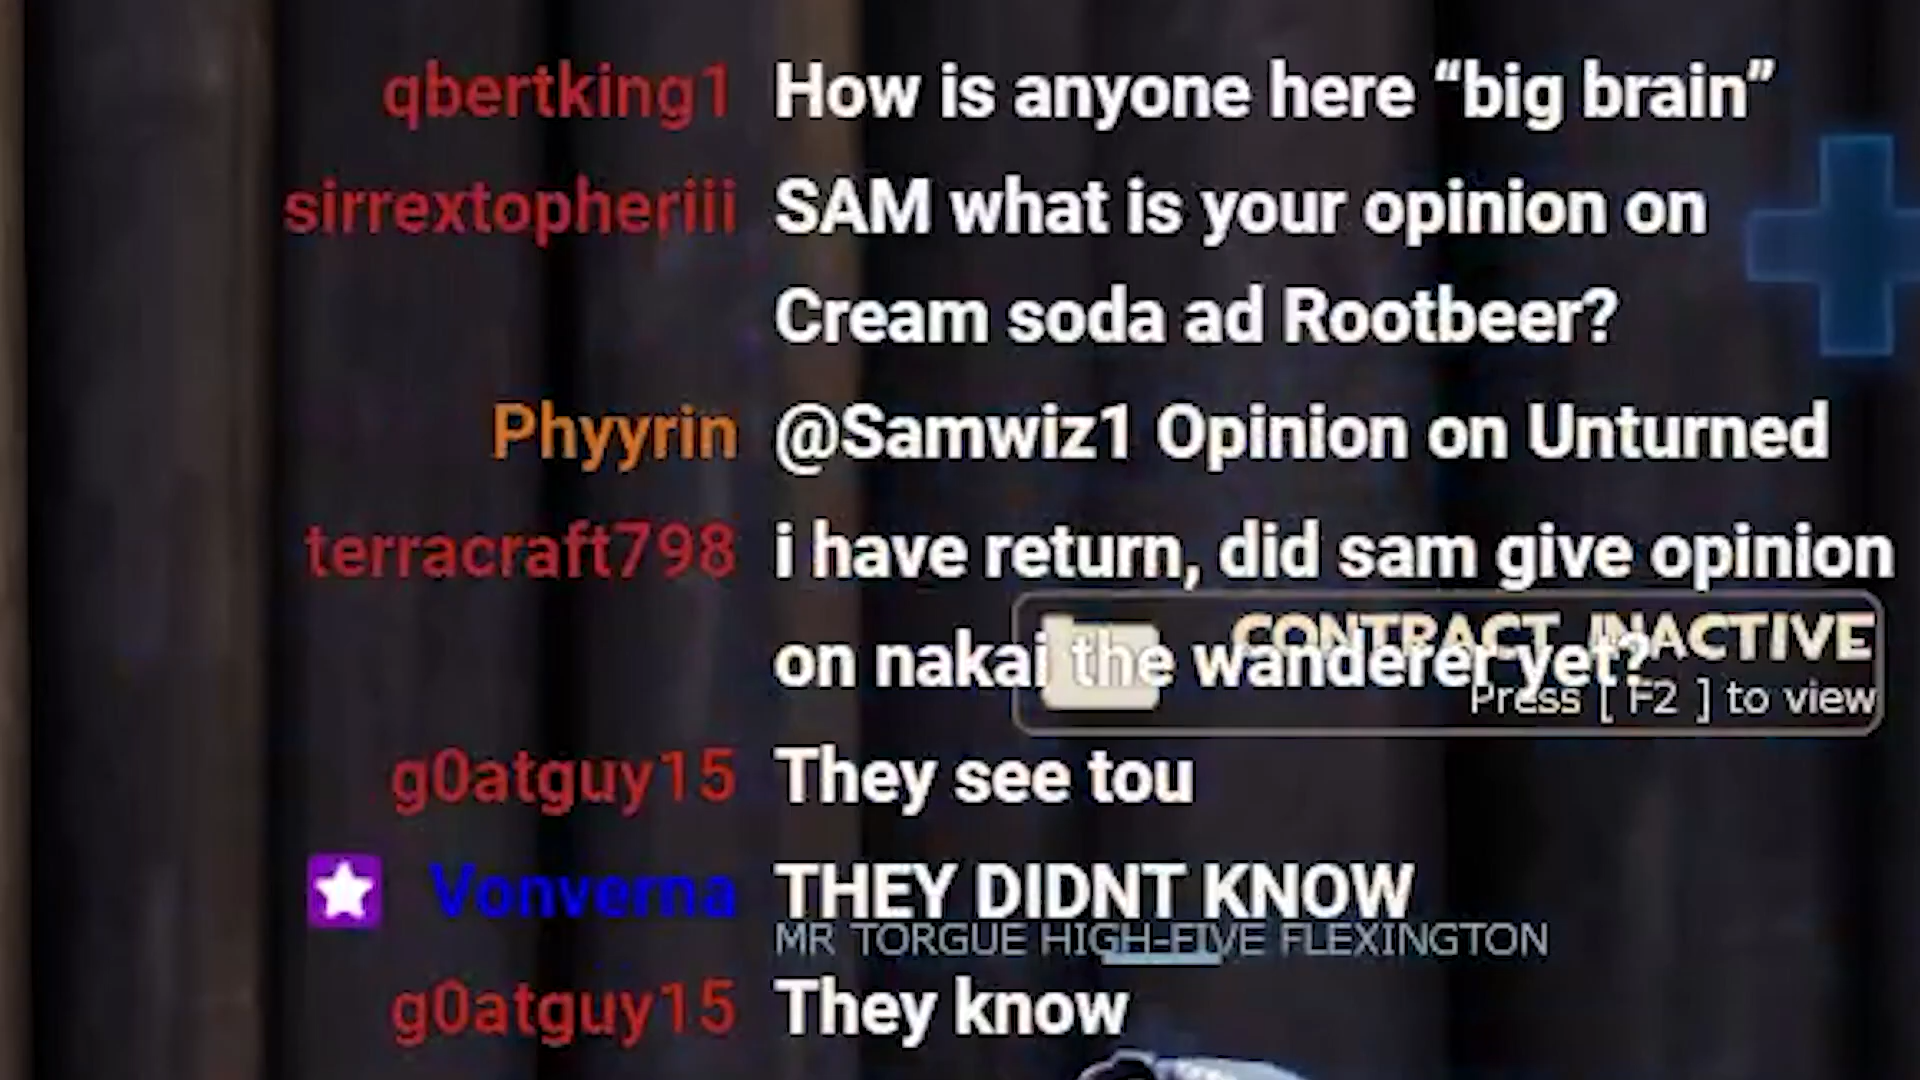 qbertking1 How is anyone here “big brain”
sirrextopheriii SAM what is your opinion on
Cream soda ad Rootbeer?
Phyyrin @Samwiz1 Opinion on Unturned
terracraft798 i have return, did sam give opinion
CONTRACT INACTIVE
on nakai the wanderer yet?
Press [ F2 ] to view
g0atguy15 They see tou
Vonverna THEY DIDNT KNOW
MR TORGUE HIGH-FIVE FLEXINGTON
g0atguy15 They know